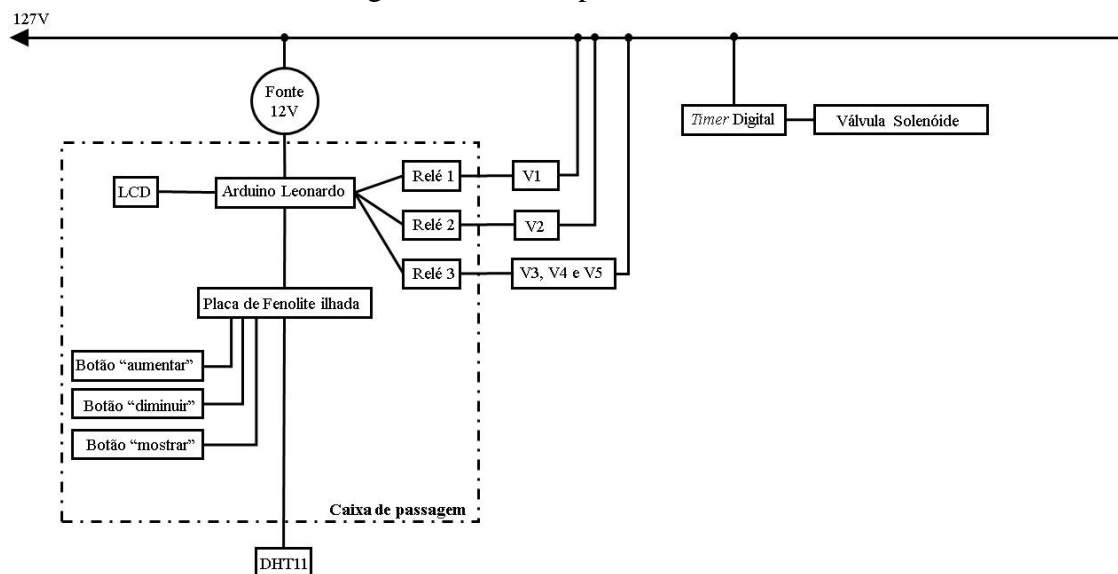 127V
Fonte
12V
Timer Digital
Válvula Solenóide
Relé 1
V1
LCD
Arduino Leonardo
Relé 2
V2
Relé 3
V3, V4 e V5
Placa de Fenolite ilhada
Botão “aumentar”
Botão “diminuir”
Botão “mostrar”
Caixa de passagem
DHT11